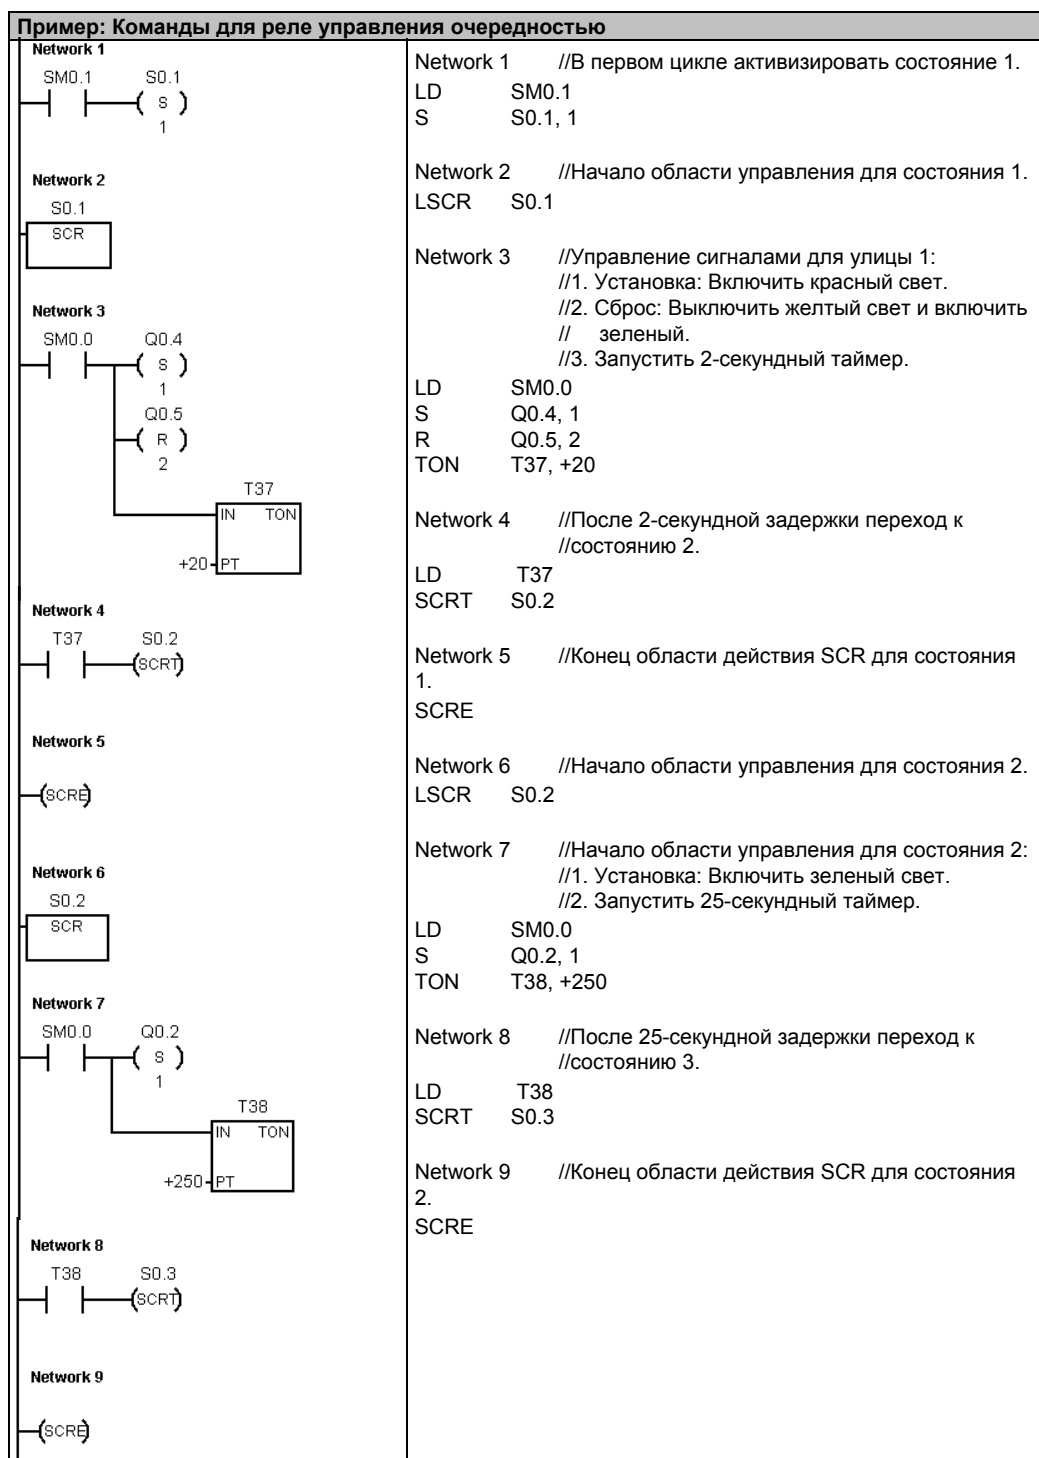 Пример: Команды для реле управления очередностью
Network 1
SM0.1 S0.1
S
1
Network 2
S0.1
SCR
Network 3
SM0.0 Q0.4
S
1
Q0.5
R
2
T37
IN TON
+20 PT
Network 4
T37 S0.2
SCRT
Network 5
SCRE
Network 6
S0.2
SCR
Network 7
SM0.0 Q0.2
S
1
T38
IN TON
+250 PT
Network 8
T38 S0.3
SCRT
Network 9
SCRE
Network 1 //В первом цикле активизировать состояние 1.
LD SM0.1
S S0.1, 1
Network 2 //Начало области управления для состояния 1.
LSCR S0.1
Network 3 //Управление сигналами для улицы 1:
//1. Установка: Включить красный свет.
//2. Сброс: Выключить желтый свет и включить
// зеленый.
//3. Запустить 2-секундный таймер.
LD SM0.0
S Q0.4, 1
R Q0.5, 2
TON T37, +20
Network 4 //После 2-секундной задержки переход к
//состоянию 2.
LD T37
SCRT S0.2
Network 5 //Конец области действия SCR для состояния
1.
SCRE
Network 6 //Начало области управления для состояния 2.
LSCR S0.2
Network 7 //Начало области управления для состояния 2:
//1. Установка: Включить зеленый свет.
//2. Запустить 25-секундный таймер.
LD SM0.0
S Q0.2, 1
TON T38, +250
Network 8 //После 25-секундной задержки переход к
//состоянию 3.
LD T38
SCRT S0.3
Network 9 //Конец области действия SCR для состояния
2.
SCRE